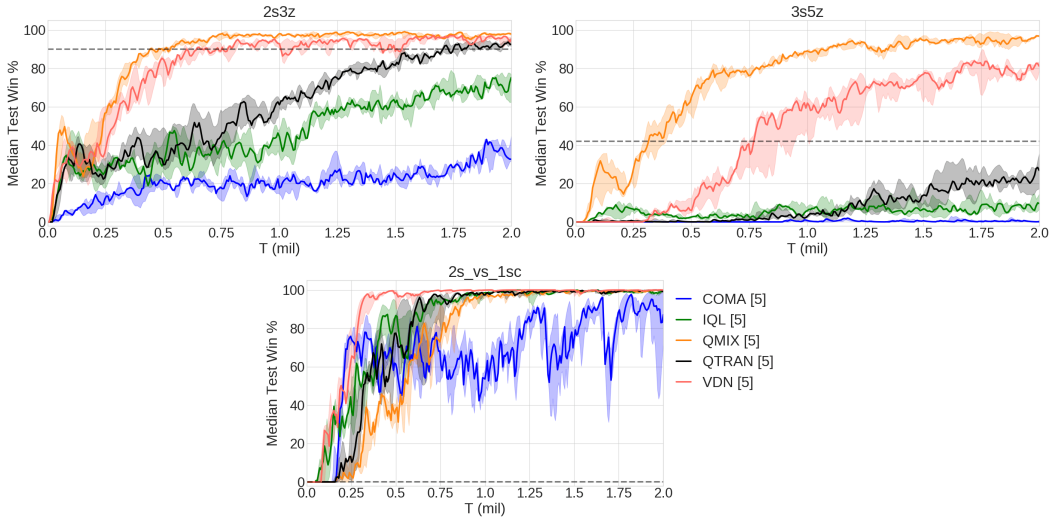 2s3z
100
80
60
40
20
0
Median Test Win %
0.0 0.25 0.5 0.75 1.0 1.25 1.5 1.75 2.0
T (mil)
3s5z
100
80
60
40
20
0
Median Test Win %
0.0 0.25 0.5 0.75 1.0 1.25 1.5 1.75 2.0
T (mil)
2s_vs_1sc
100
80
60
40
20
0
Median Test Win %
0.0 0.25 0.5 0.75 1.0 1.25 1.5 1.75 2.0
T (mil)
COMA [5]
IQL [5]
QMIX [5]
QTRAN [5]
VDN [5]